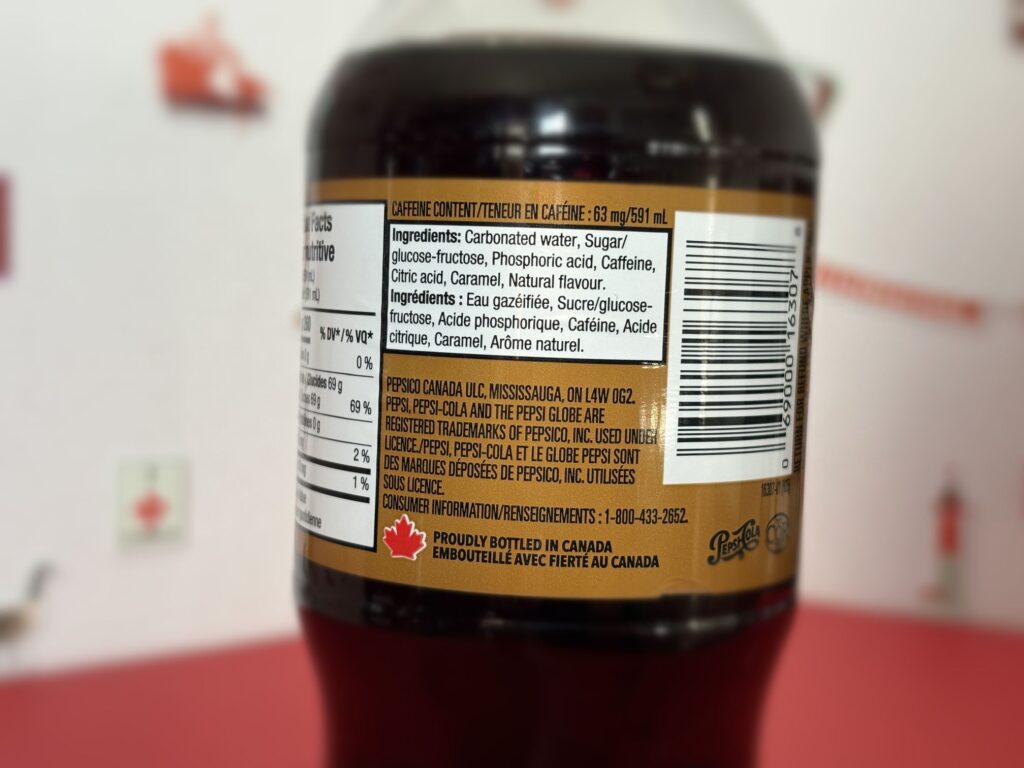 Facts
nutritive
% DV* / % VQ*
0 %
Glucides 69 g
69 g
69 %
0 g
2 %
1 %
CAFFEINE CONTENT/TENEUR EN CAFÉINE : 63 mg/591 mL
Ingredients: Carbonated water, Sugar/
glucose-fructose, Phosphoric acid, Caffeine,
Citric acid, Caramel, Natural flavour.
Ingrédients : Eau gazéifiée, Sucre/glucose-
fructose, Acide phosphorique, Caféine, Acide
citrique, Caramel, Arôme naturel.
PEPSICO CANADA ULC, MISSISSAUGA, ON L4W 0G2.
PEPSI, PEPSI-COLA AND THE PEPSI GLOBE ARE
REGISTERED TRADEMARKS OF PEPSICO, INC. USED UNDER
LICENCE./PEPSI, PEPSI-COLA ET LE GLOBE PEPSI SONT
DES MARQUES DÉPOSÉES DE PEPSICO, INC. UTILISÉES
SOUS LICENCE.
CONSUMER INFORMATION/RENSEIGNEMENTS : 1-800-433-2652.
PROUDLY BOTTLED IN CANADA
EMBOUTEILLÉ AVEC FIERTÉ AU CANADA
0 69000 16307 8
PEPSI-COLA